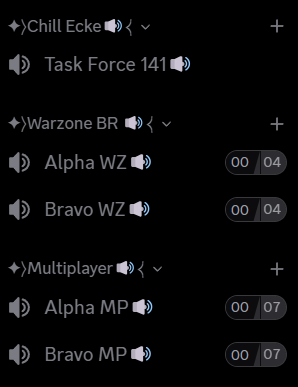 ✦〉Chill Ecke🔊〈
Task Force 141🔊
✦〉Warzone BR 🔊〈
Alpha WZ🔊 00 04
Bravo WZ🔊 00 04
✦〉Multiplayer🔊〈
Alpha MP🔊 00 07
Bravo MP🔊 00 07